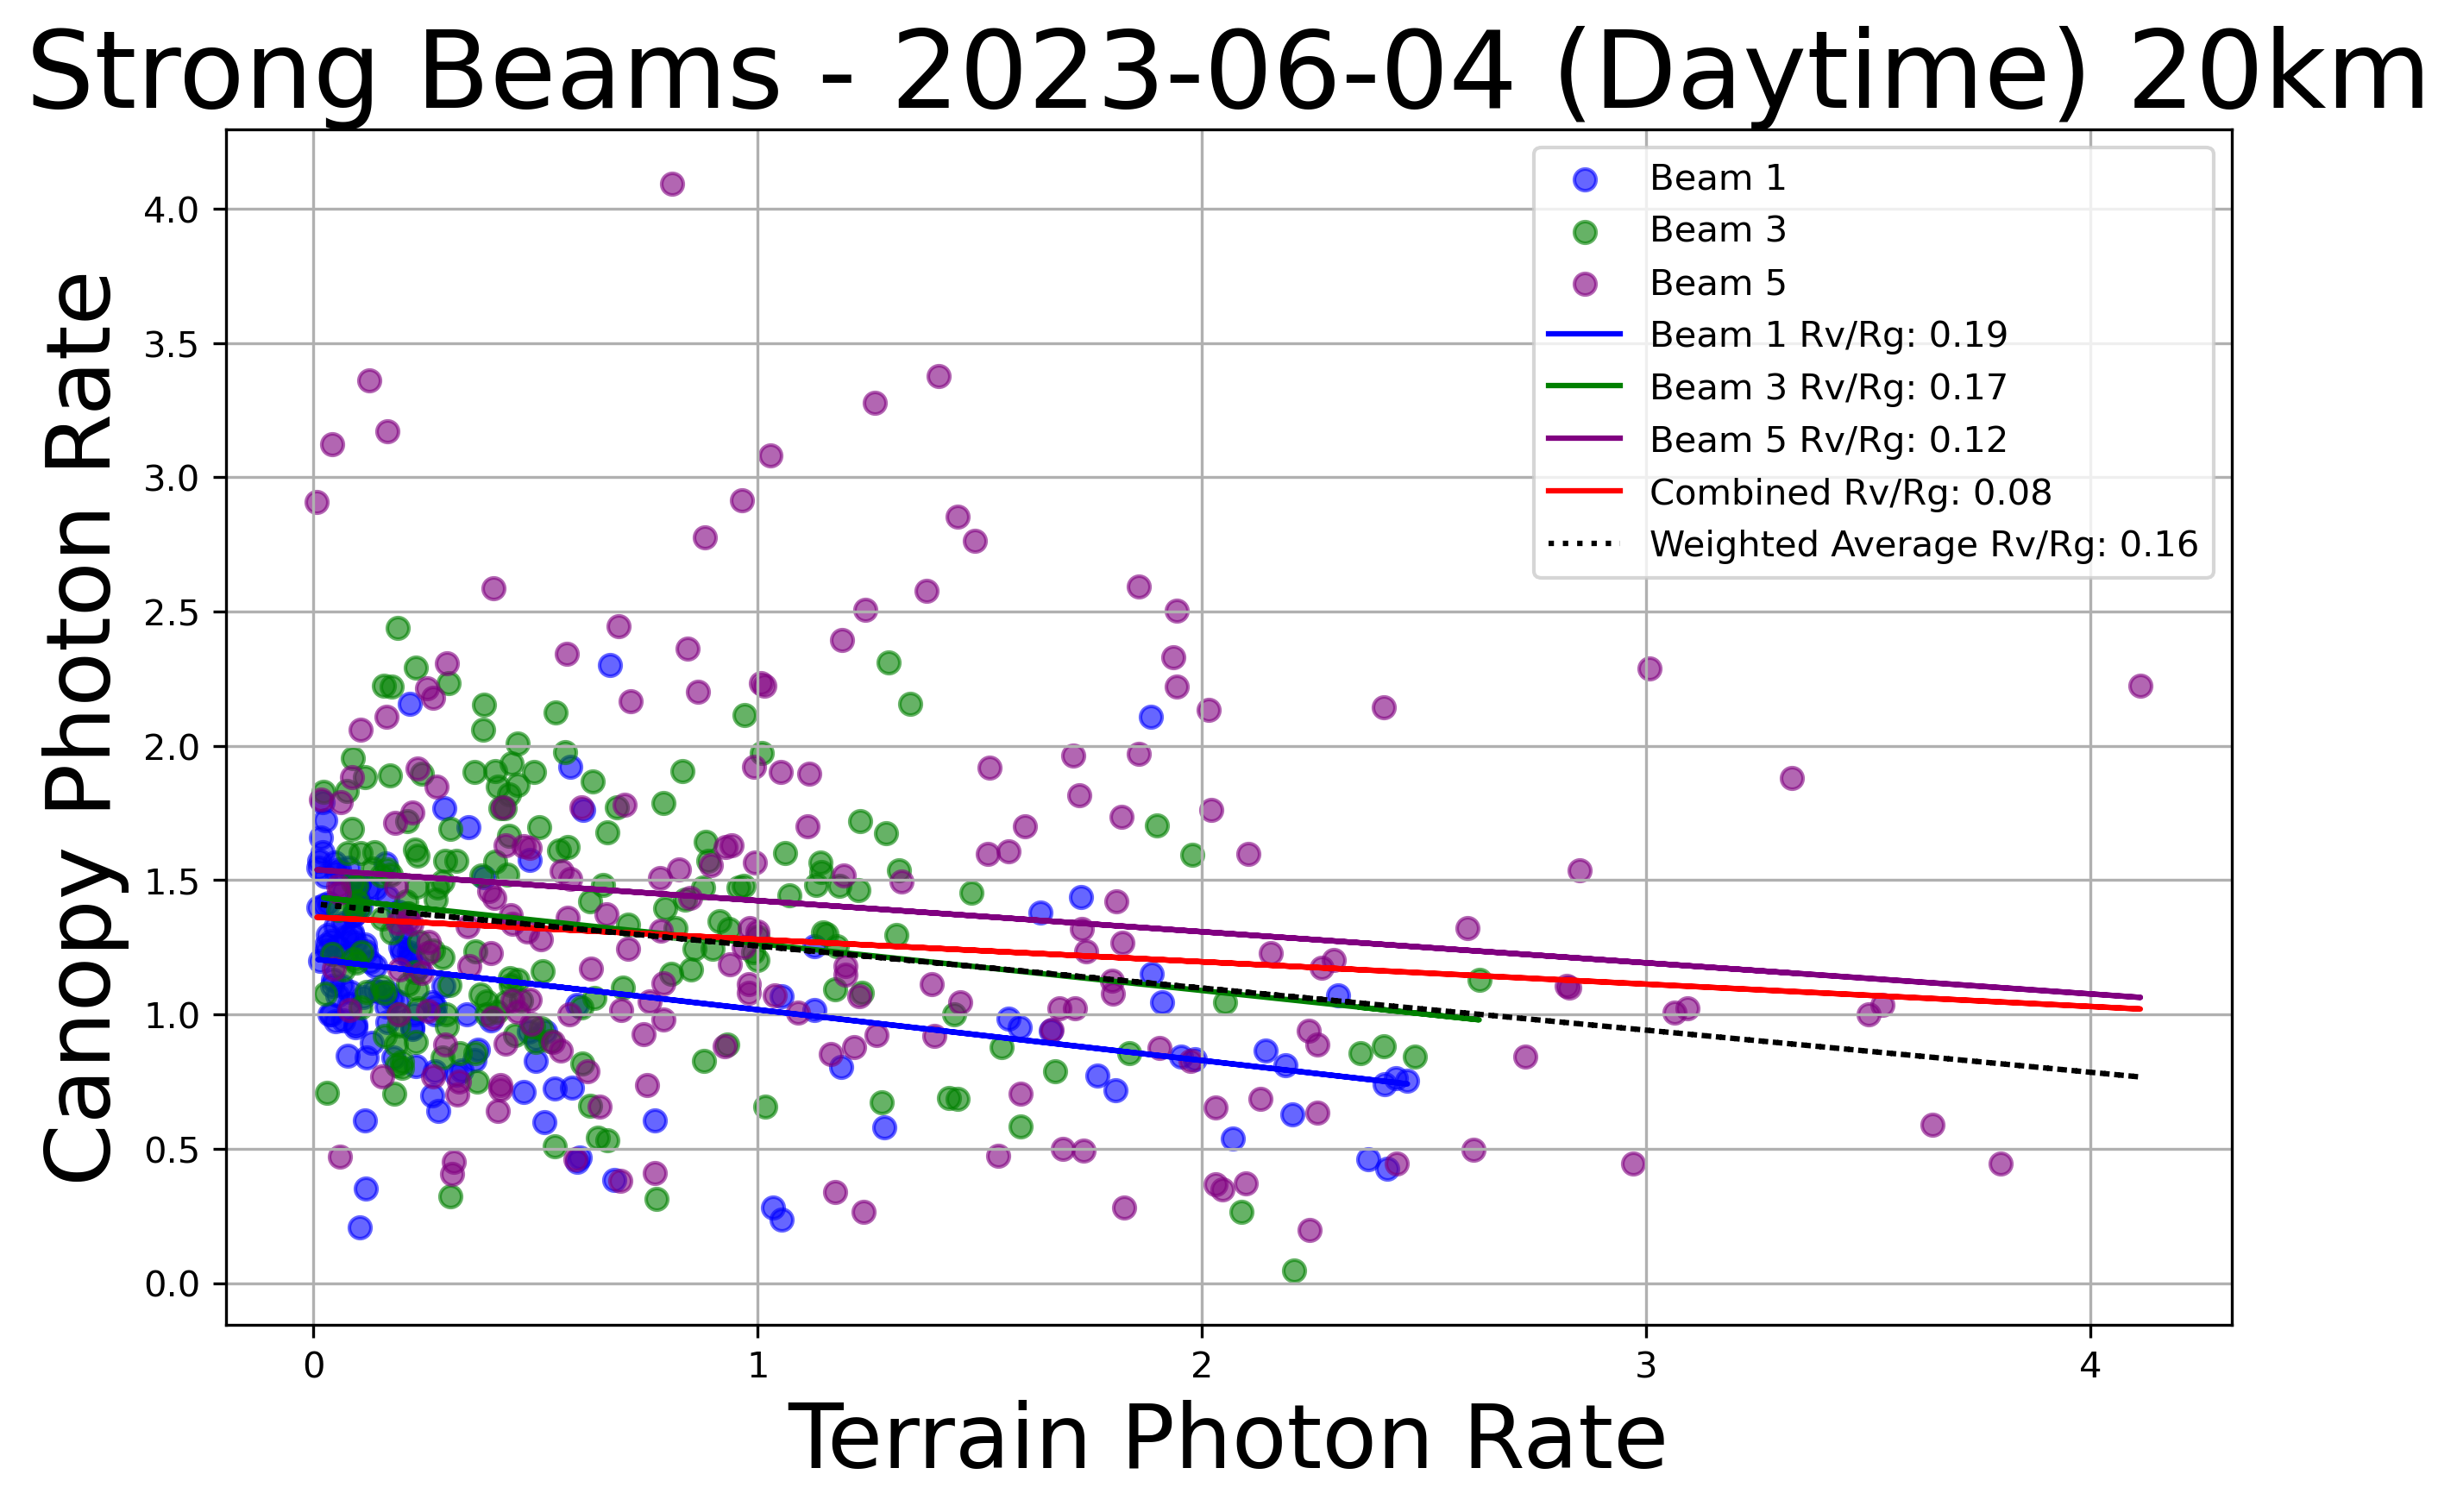 Strong Beams - 2023-06-04 (Daytime) 20km
Canopy Photon Rate
4.0
3.5
3.0
2.5
2.0
1.5
1.0
0.5
0.0
Beam 1
Beam 3
Beam 5
Beam 1 Rv/Rg: 0.19
Beam 3 Rv/Rg: 0.17
Beam 5 Rv/Rg: 0.12
Combined Rv/Rg: 0.08
Weighted Average Rv/Rg: 0.16
0 1 2 3 4
Terrain Photon Rate